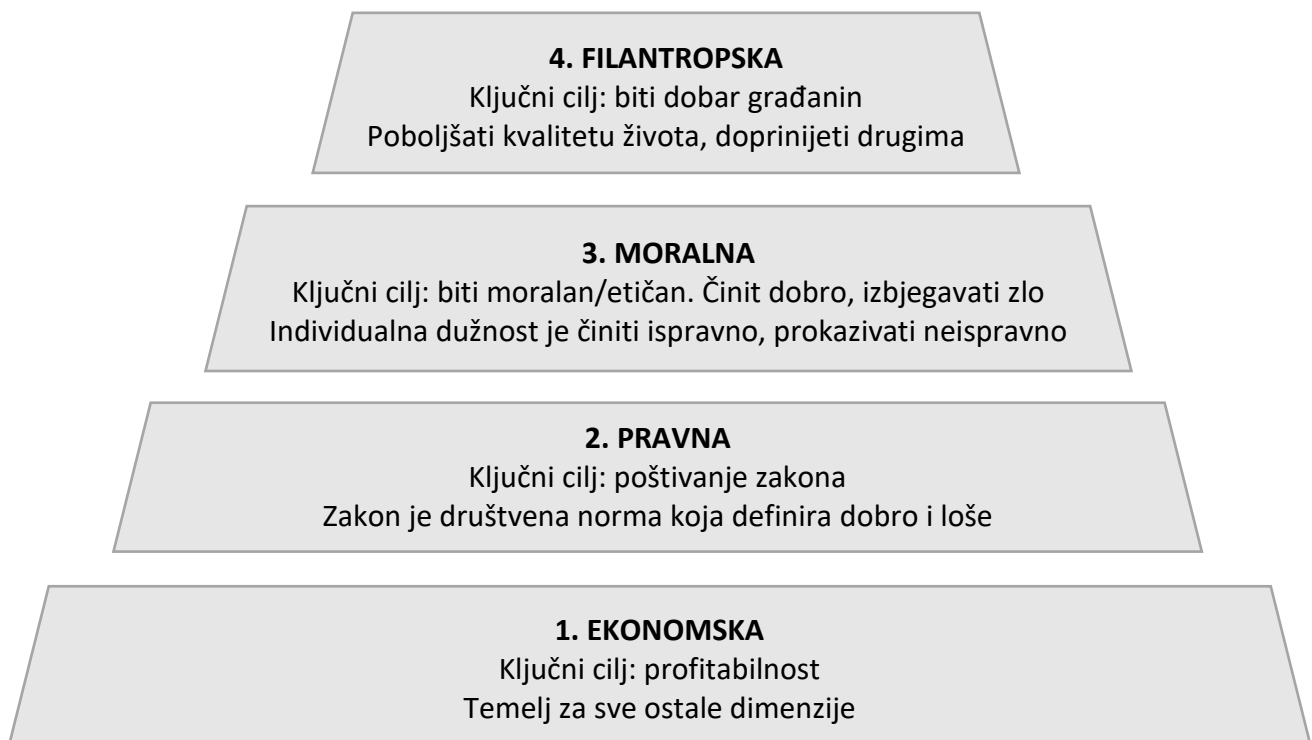 4. FILANTROPSKA
Ključni cilj: biti dobar građanin
Poboljšati kvalitetu života, doprinijeti drugima
3. MORALNA
Ključni cilj: biti moralan/etičan. Činit dobro, izbjegavati zlo
Individualna dužnost je činiti ispravno, prokazivati neispravno
2. PRAVNA
Ključni cilj: poštivanje zakona
Zakon je društvena norma koja definira dobro i loše
1. EKONOMSKA
Ključni cilj: profitabilnost
Temelj za sve ostale dimenzije